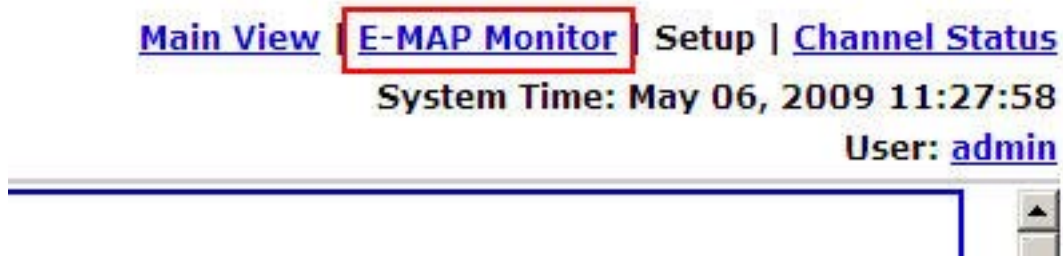 Main View | E-MAP Monitor | Setup | Channel Status
System Time: May 06, 2009 11:27:58
User: admin